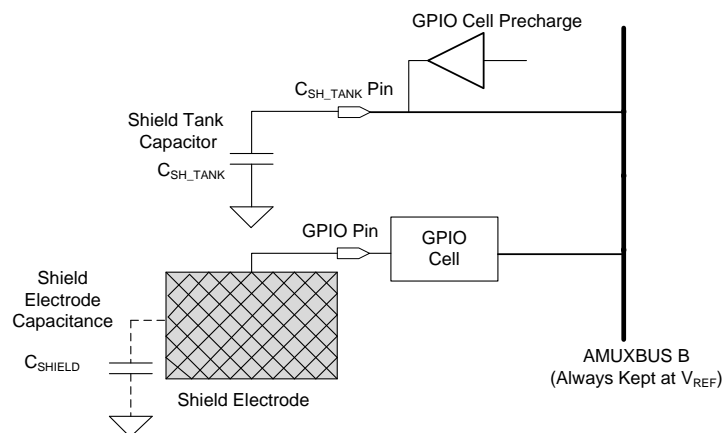 GPIO Cell Precharge
CSH_TANK Pin
Shield Tank
Capacitor
CSH_TANK
GPIO Pin
GPIO
Cell
Shield
Electrode
Capacitance
CSHIELD
Shield Electrode
AMUXBUS B
(Always Kept at VREF)